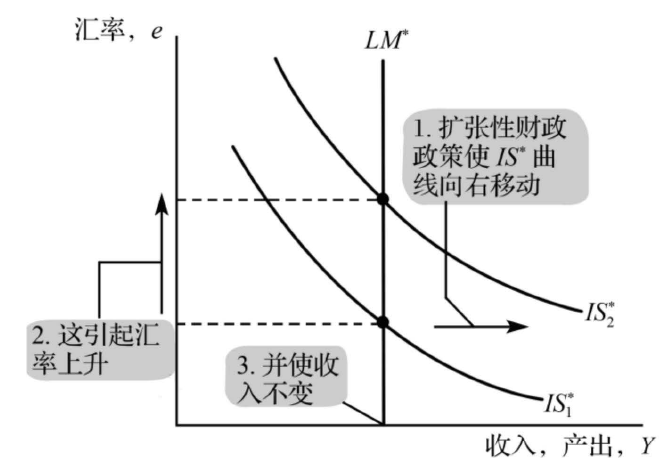 汇率，e
LM*
1. 扩张性财政
政策使 IS* 曲
线向右移动
IS₂*
2. 这引起汇
率上升
3. 并使收
入不变
IS₁*
收入，产出，Y